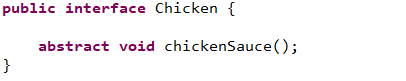 public interface Chicken {
    abstract void chickenSauce();
}